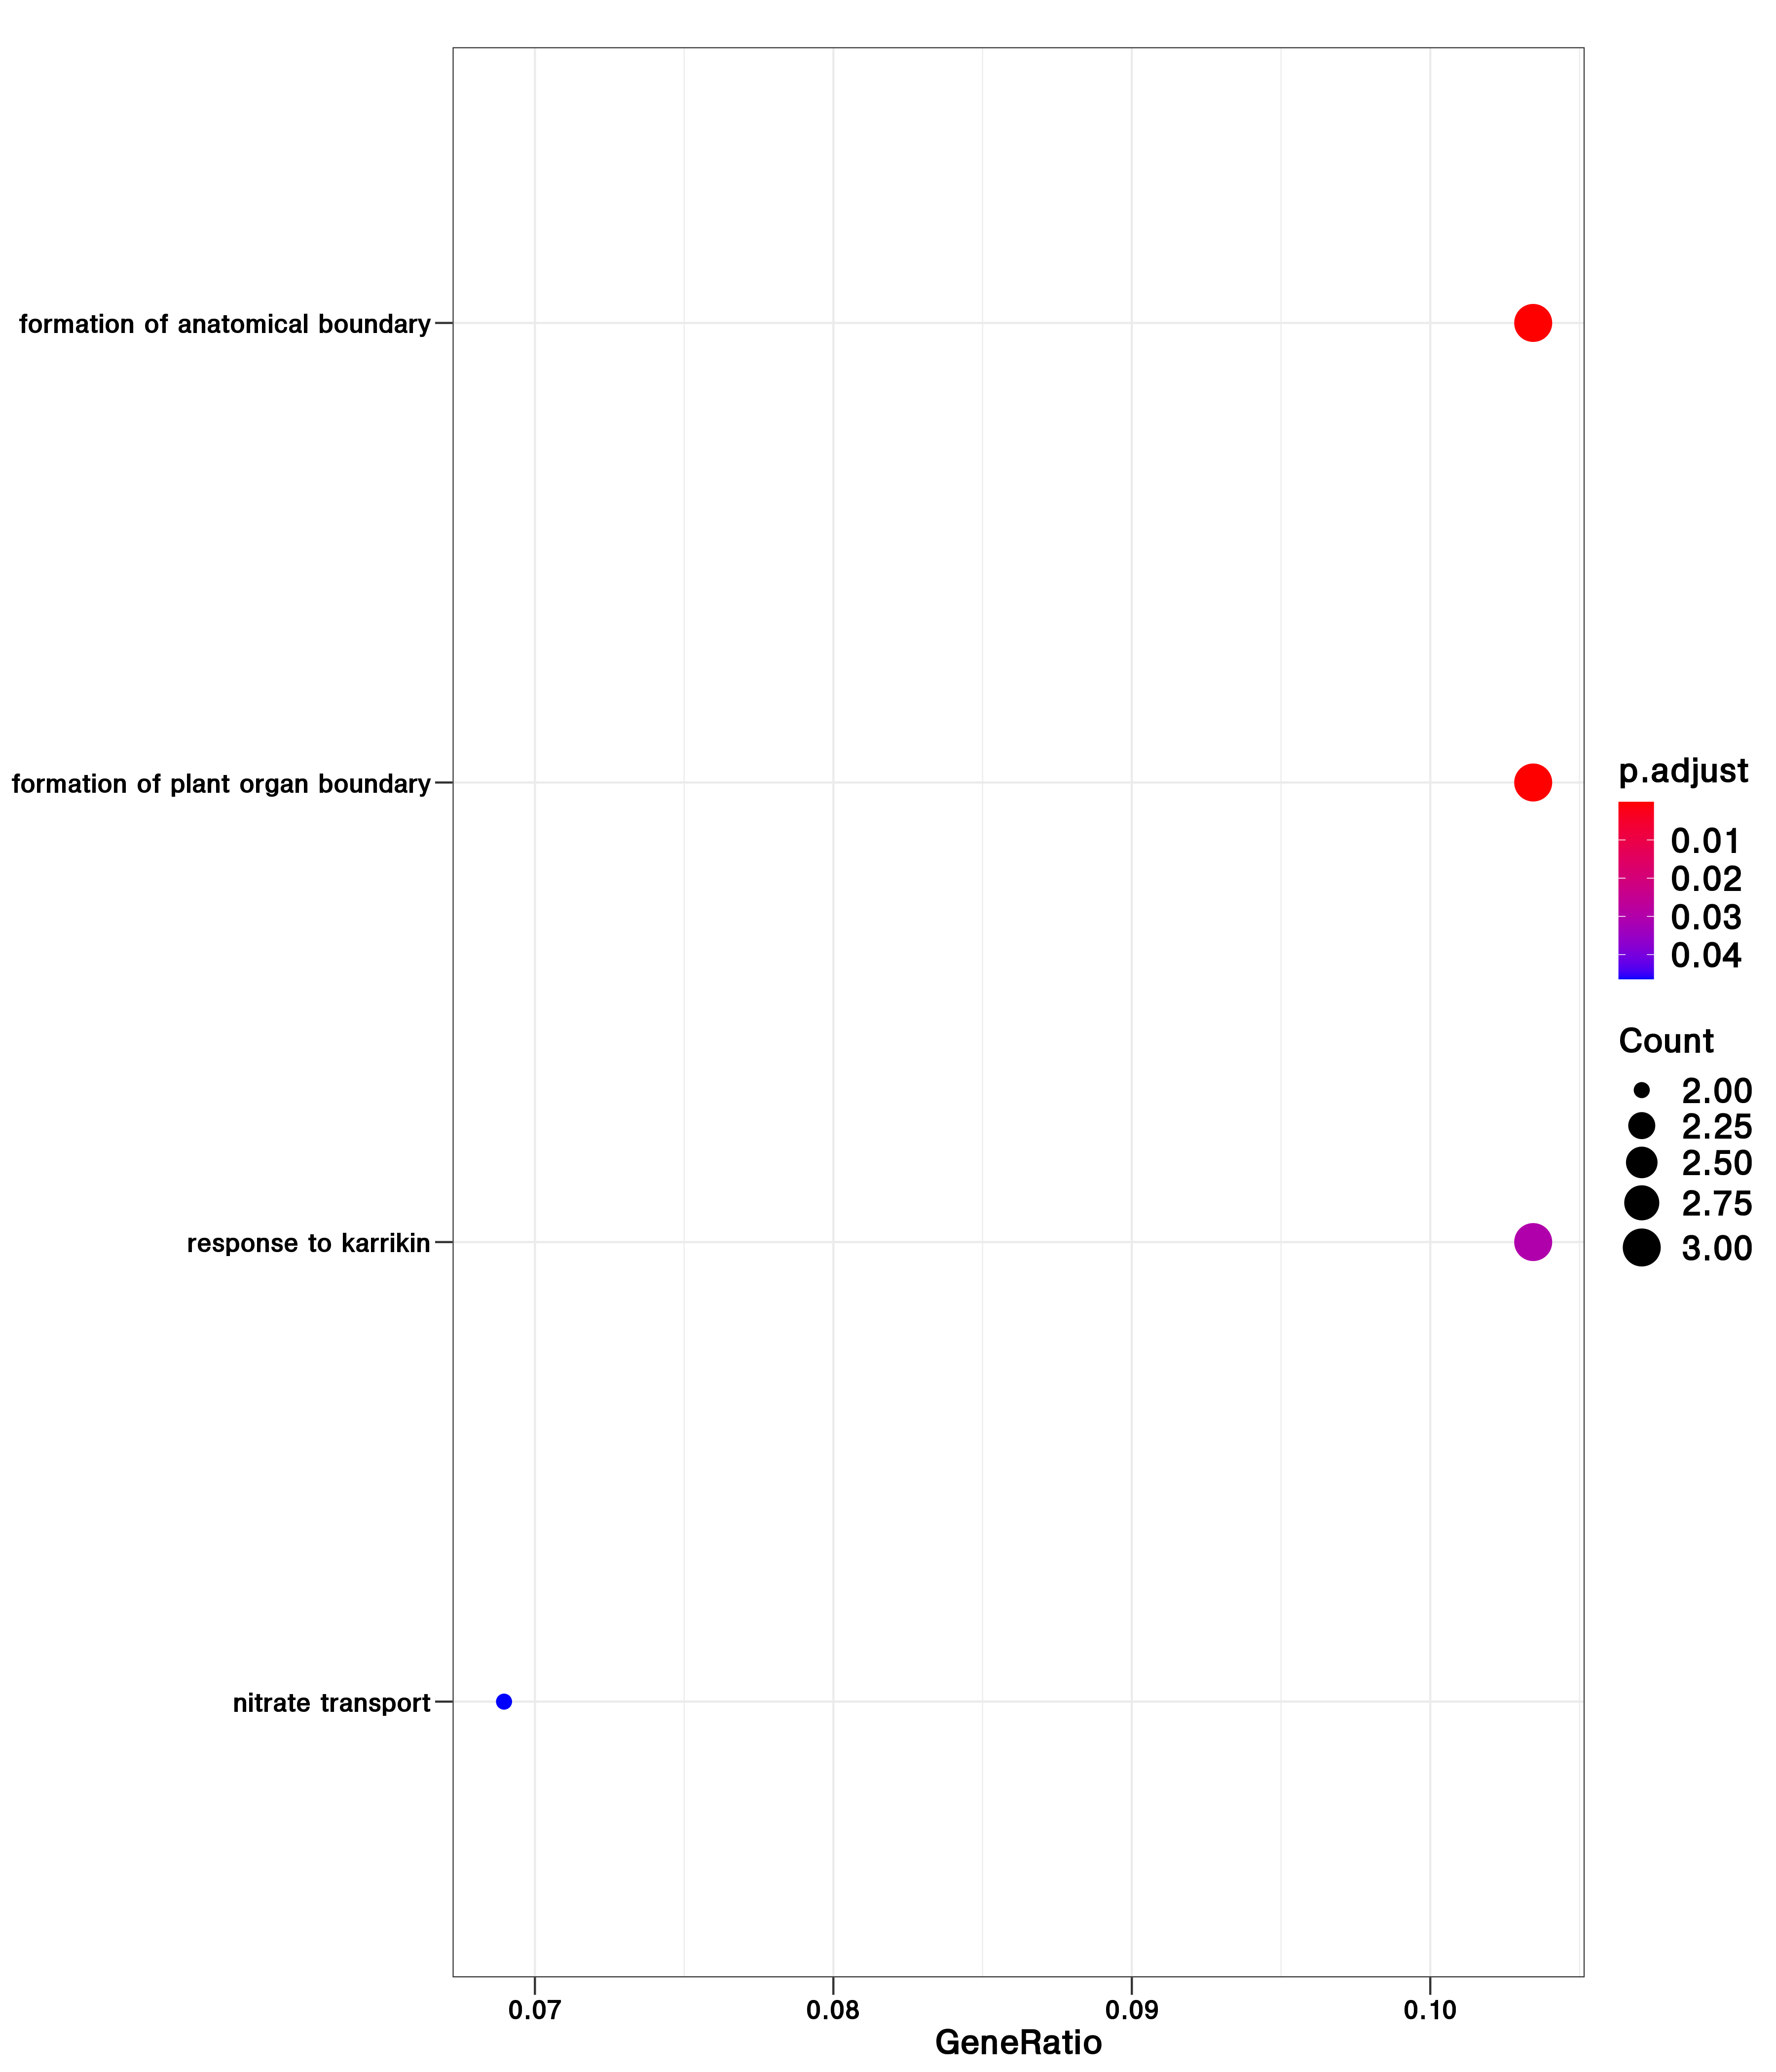 formation of anatomical boundary
formation of plant organ boundary
response to karrikin
nitrate transport
0.07 0.08 0.09 0.10
GeneRatio
p.adjust
0.01
0.02
0.03
0.04
Count
2.00
2.25
2.50
2.75
3.00